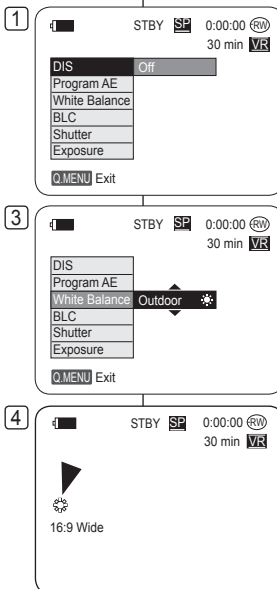 1
STBY SP 0:00:00 RW
30 min VR
DIS Off
Program AE
White Balance
BLC
Shutter
Exposure
Q.MENU Exit
3
STBY SP 0:00:00 RW
30 min VR
DIS
Program AE
White Balance Outdoor
BLC
Shutter
Exposure
Q.MENU Exit
4
STBY SP 0:00:00 RW
30 min VR
16:9 Wide